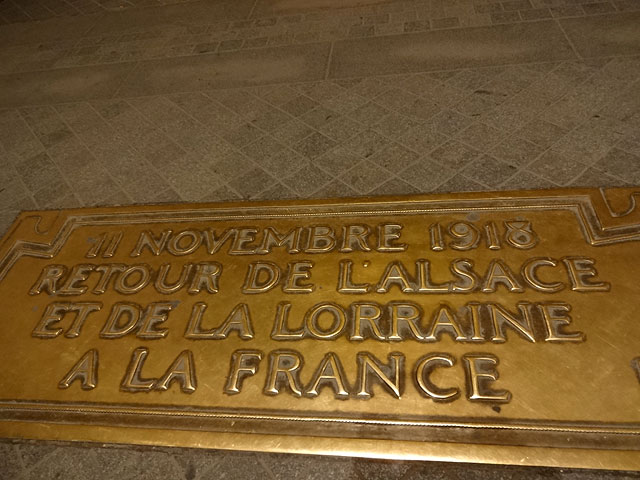 11 NOVEMBRE 1918
RETOUR DE L'ALSACE
ET DE LA LORRAINE
A LA FRANCE